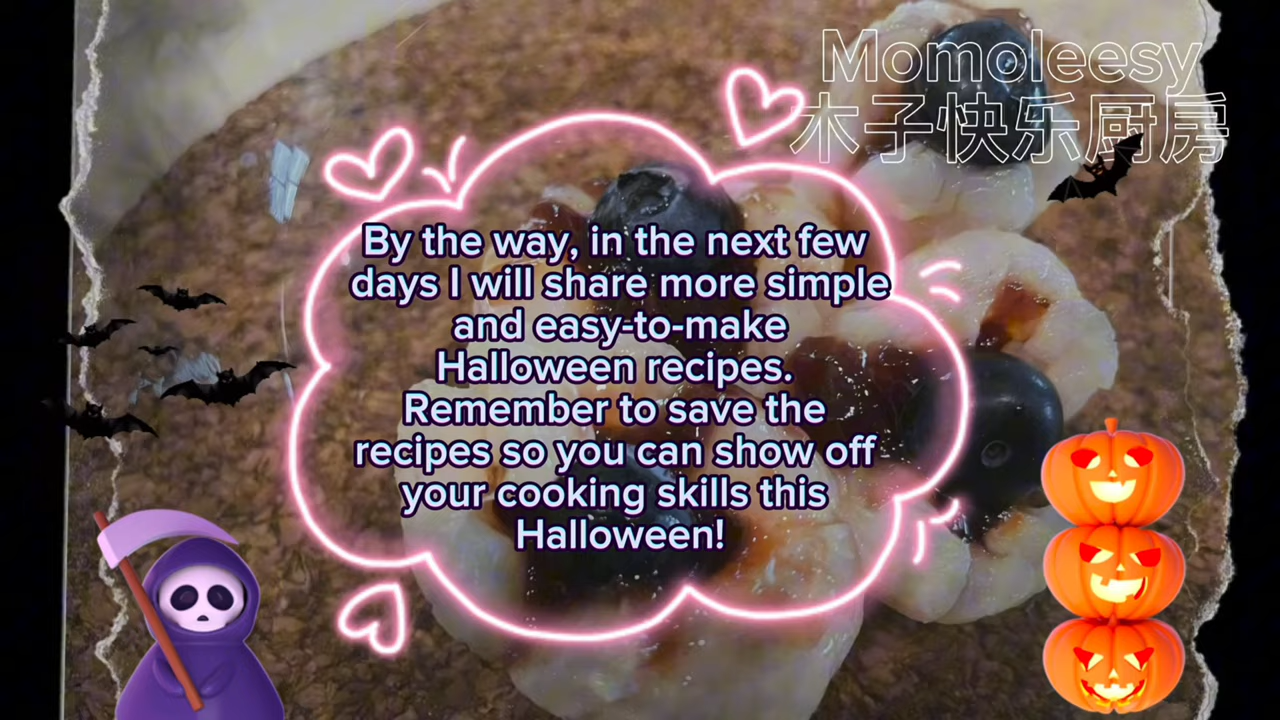 Momoleesy
木子快乐厨房
By the way, in the next few
days I will share more simple
and easy-to-make
Halloween recipes.
Remember to save the
recipes so you can show off
your cooking skills this
Halloween!